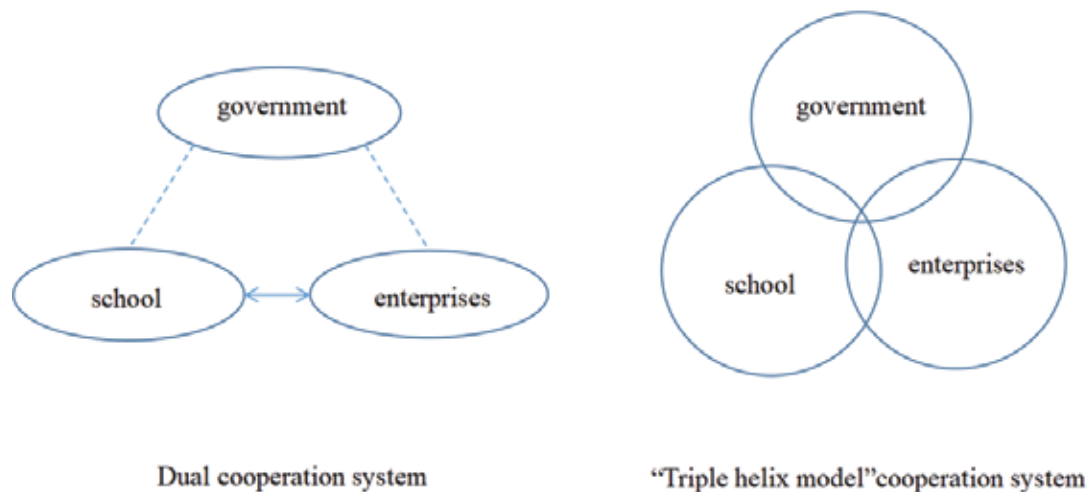 government
school
enterprises
Dual cooperation system
government
school
enterprises
“Triple helix model”cooperation system